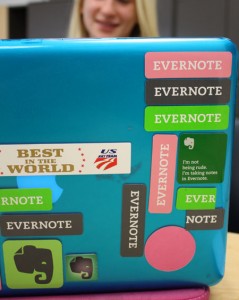 EVERNOTE
EVERNOTE
EVERNOTE
BEST
IN THE
WORLD
US
I'm not
being rude.
I'm taking notes
in Evernote.
EVERNOTE
EVERNOTE
RNOTE
EVER
NOTE
EVERNOTE